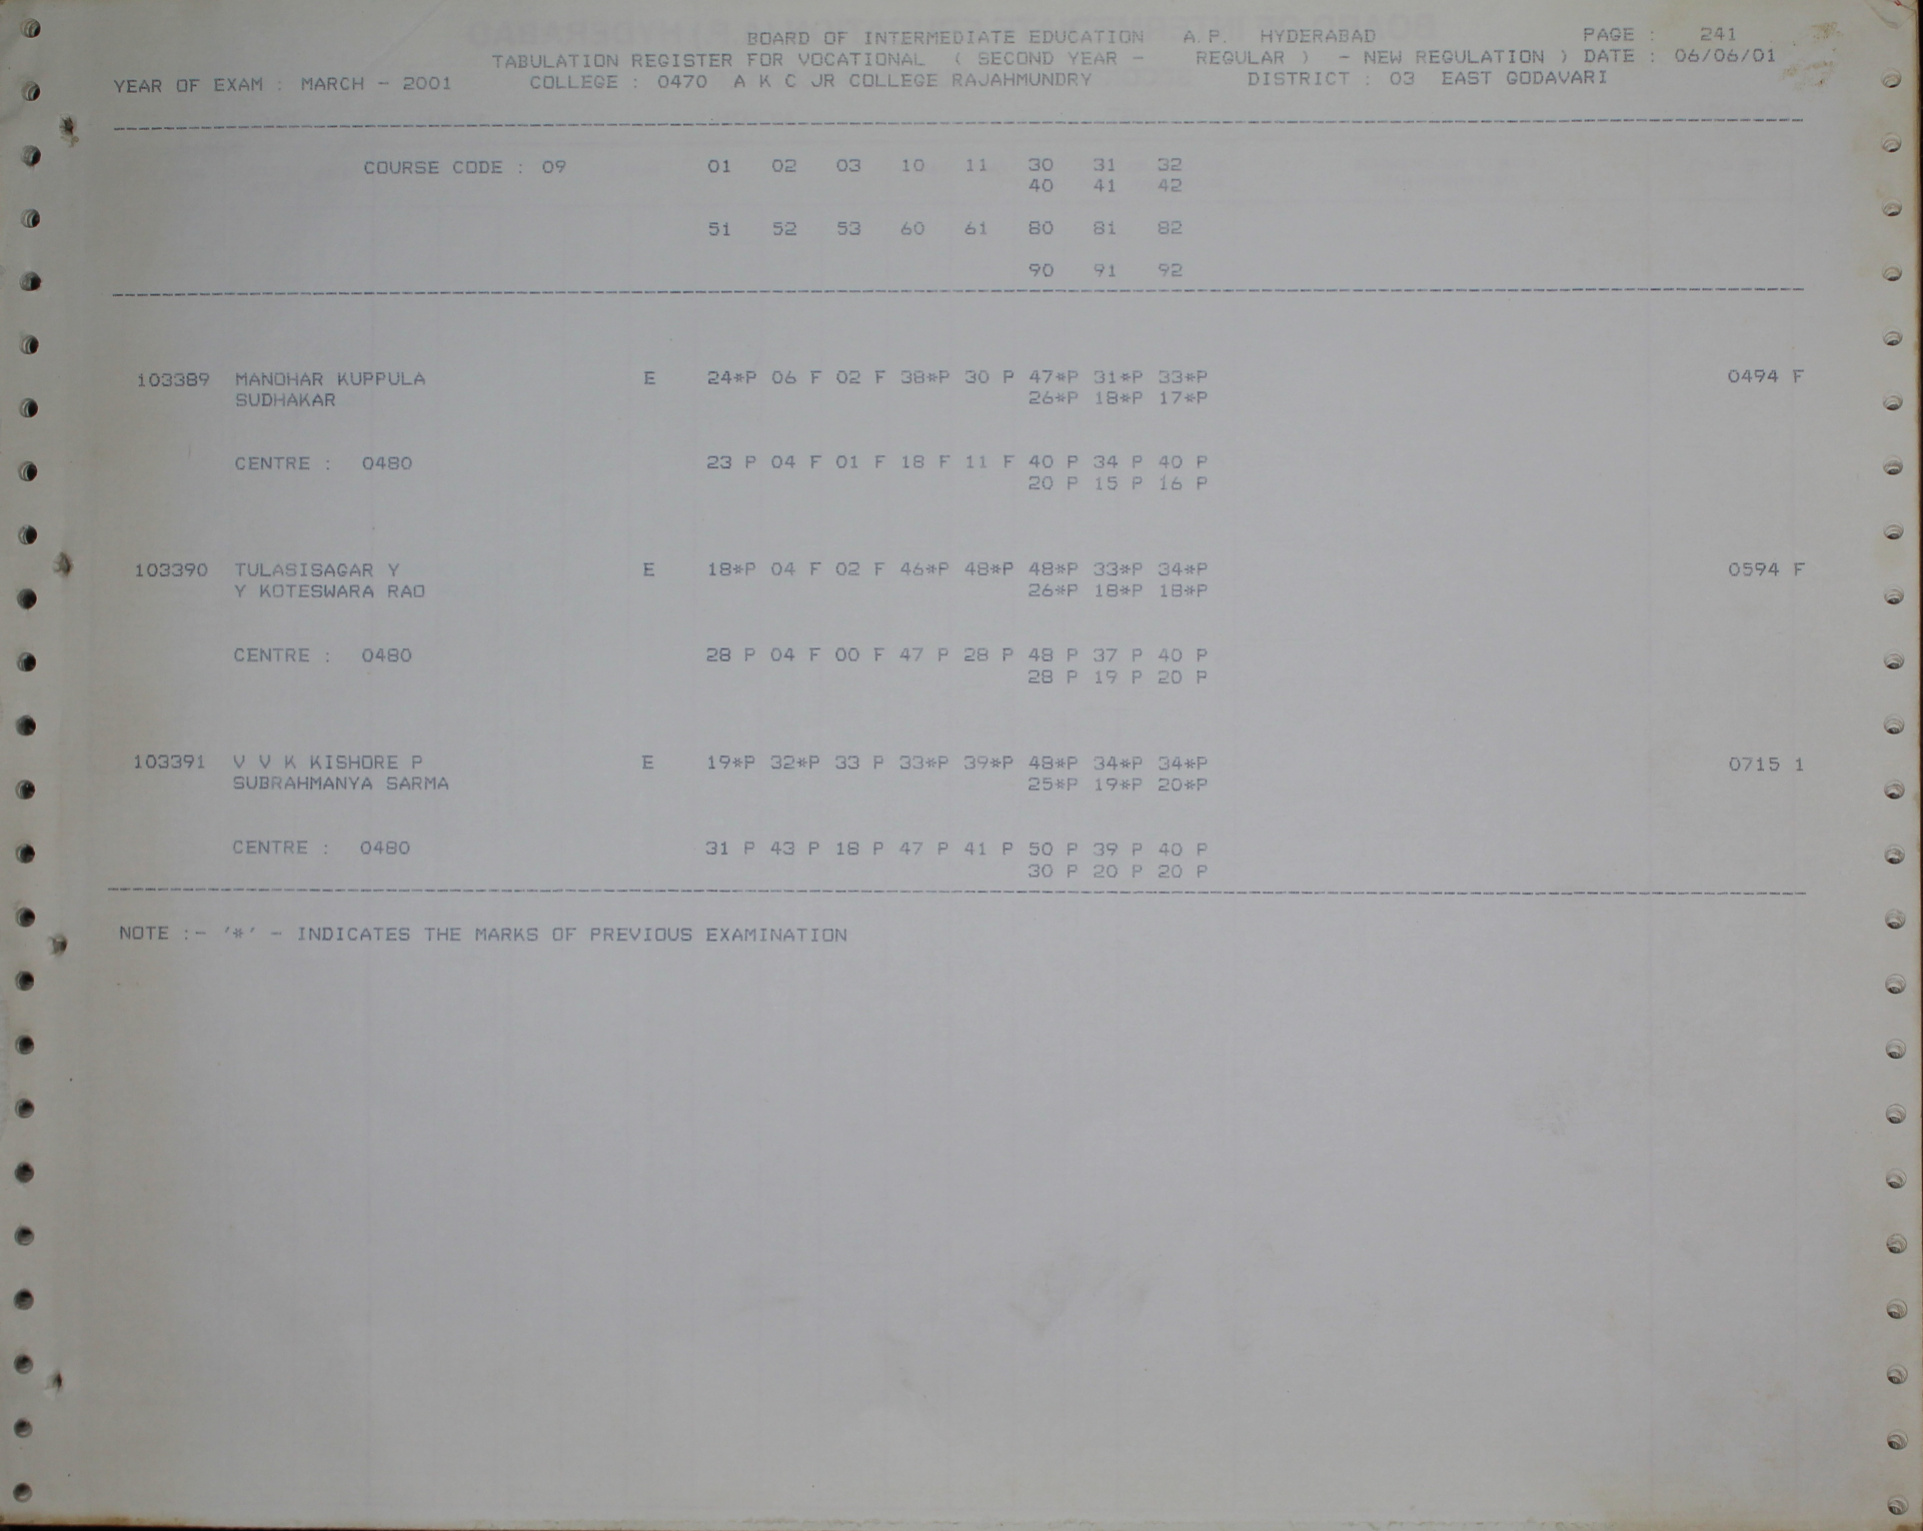 BOARD OF INTERMEDIATE EDUCATION A.P. HYDERABAD PAGE : 241
TABULATION REGISTER FOR VOCATIONAL ( SECOND YEAR - REGULAR ) - NEW REGULATION ) DATE : 06/06/01
YEAR OF EXAM : MARCH - 2001 COLLEGE : 0470 A K C JR COLLEGE RAJAHMUNDRY DISTRICT : 03 EAST GODAVARI
COURSE CODE : 09 01 02 03 10 11 30 31 32
40 41 42
51 52 53 60 61 80 81 82
90 91 92
103389 MANOHAR KUPPULA E 24*P 06 F 02 F 38*P 30 P 47*P 31*P 33*P 0494 F
SUDHAKAR 26*P 18*P 17*P
CENTRE : 0480 23 P 04 F 01 F 18 F 11 F 40 P 34 P 40 P
20 P 15 P 16 P
103390 TULASISAGAR Y E 18*P 04 F 02 F 46*P 48*P 48*P 33*P 34*P 0594 F
Y KOTESWARA RAO 26*P 18*P 18*P
CENTRE : 0480 28 P 04 F 00 F 47 P 28 P 48 P 37 P 40 P
28 P 19 P 20 P
103391 V V K KISHORE P E 19*P 32*P 33 P 33*P 39*P 48*P 34*P 34*P 0715 1
SUBRAHMANYA SARMA 25*P 19*P 20*P
CENTRE : 0480 31 P 43 P 18 P 47 P 41 P 50 P 39 P 40 P
30 P 20 P 20 P
NOTE :- '*' - INDICATES THE MARKS OF PREVIOUS EXAMINATION